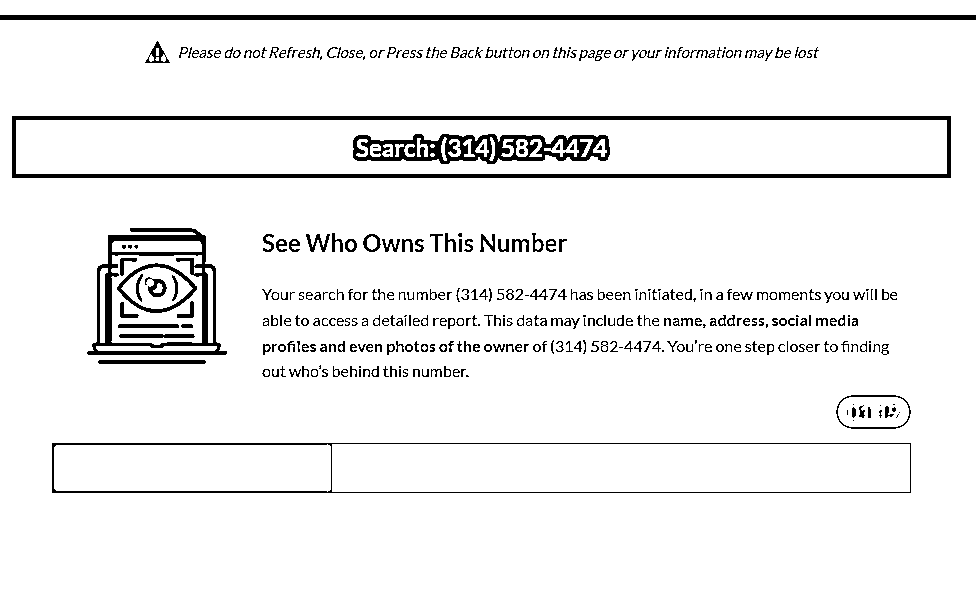 Please do not Refresh, Close, or Press the Back button on this page or your information may be lost
Search: (314) 582-4474
See Who Owns This Number
Your search for the number (314) 582-4474 has been initiated, in a few moments you will be
able to access a detailed report. This data may include the name, address, social media
profiles and even photos of the owner of (314) 582-4474. You're one step closer to finding
out who's behind this number.